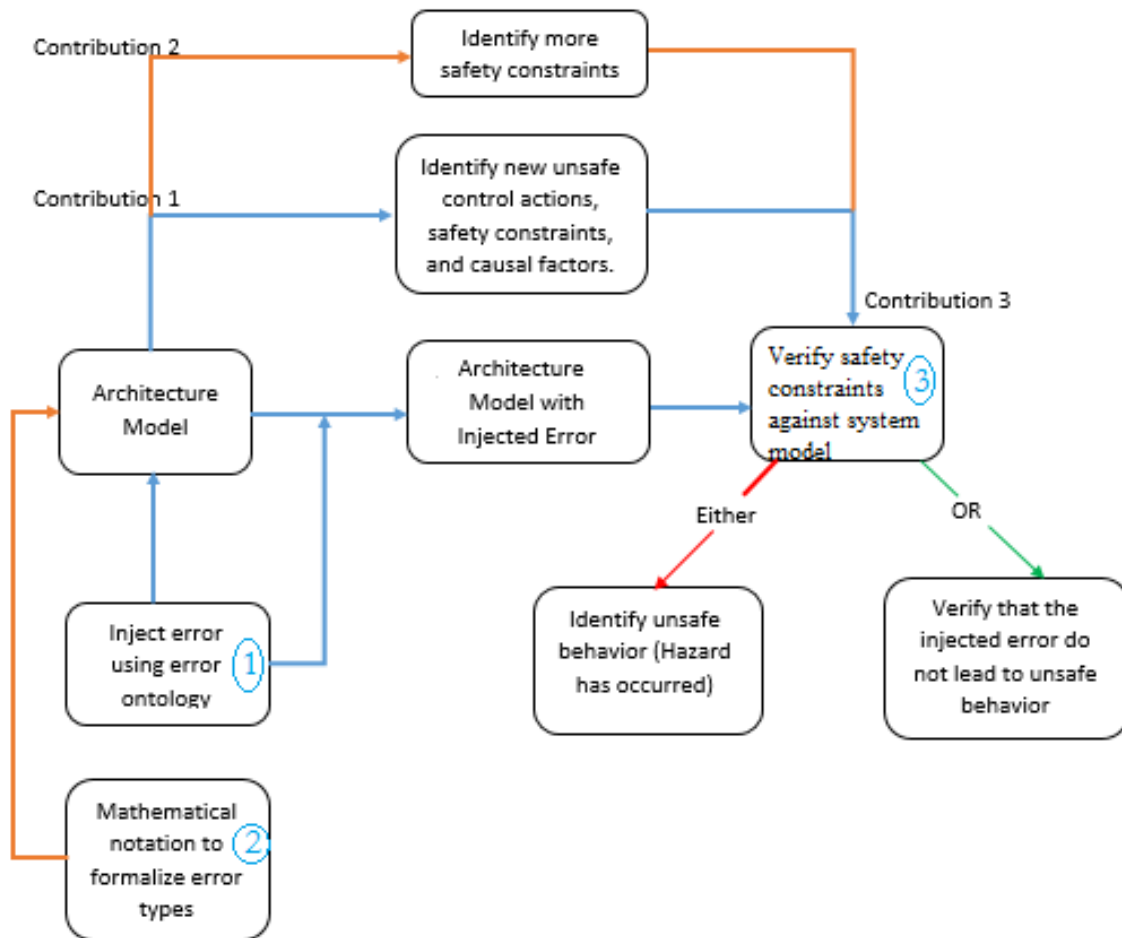 Contribution 2
Identify more
safety constraints
Contribution 1
Identify new unsafe
control actions,
safety constraints,
and causal factors.
Contribution 3
Architecture
Model
Architecture
Model with
Injected Error
Verify safety
constraints
against system
model
3
Either
OR
Inject error
using error
ontology
1
Identify unsafe
behavior (Hazard
has occurred)
Verify that the
injected error do
not lead to unsafe
behavior
Mathematical
notation to
formalize error
types
2